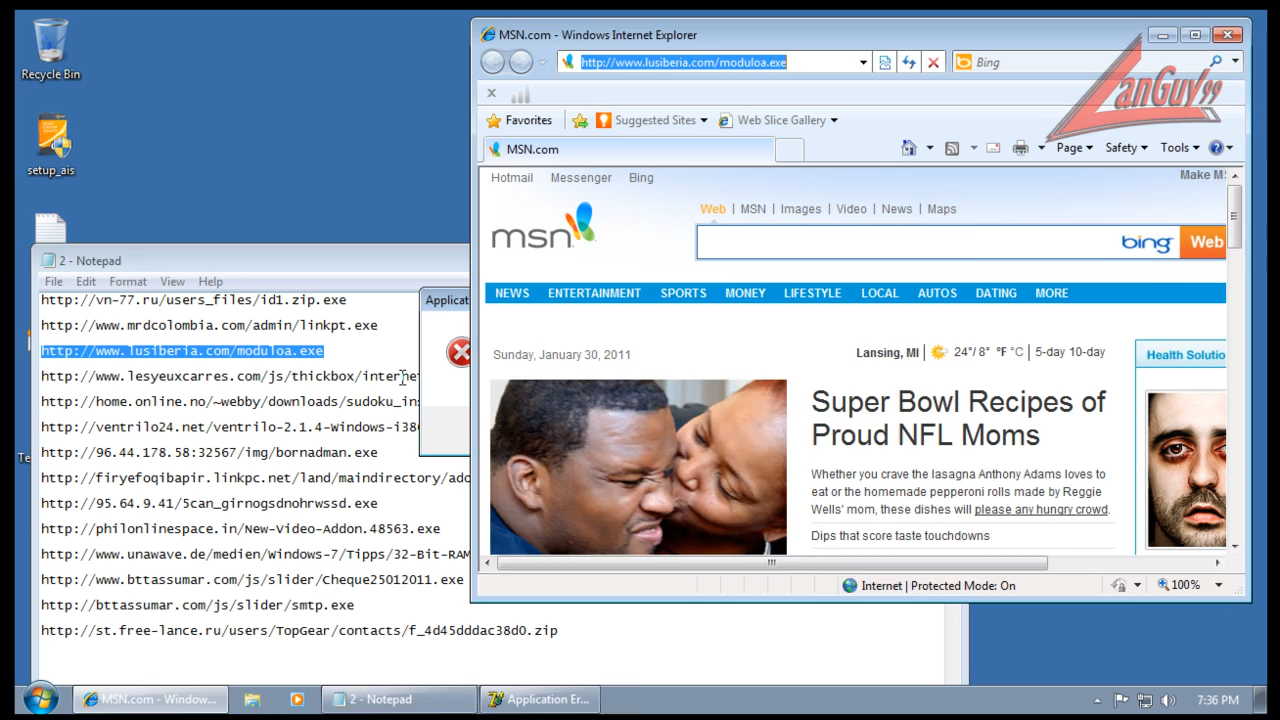 Recycle Bin
setup_ais
MSN.com - Windows Internet Explorer
http://www.lusiberia.com/moduloa.exe
Bing
LanGuy99
Favorites
Suggested Sites
Web Slice Gallery
MSN.com
Page
Safety
Tools
Hotmail
Messenger
Bing
Make M
Web | MSN | Images | Video | News | Maps
msn
bing
Web
NEWS ENTERTAINMENT SPORTS MONEY LIFESTYLE LOCAL AUTOS DATING MORE
Sunday, January 30, 2011
Lansing, MI
24°/8° °F °C | 5-day 10-day
Health Solutio
Super Bowl Recipes of
Proud NFL Moms
Whether you crave the lasagna Anthony Adams loves to
eat or the homemade pepperoni rolls made by Reggie
Wells' mom, these dishes will please any hungry crowd.
Dips that score taste touchdowns
Internet | Protected Mode: On
100%
2 - Notepad
File Edit Format View Help
http://vn-77.ru/users_files/id1.zip.exe
http://www.mrdcolombia.com/admin/linkpt.exe
http://www.lusiberia.com/moduloa.exe
http://www.lesyeuxcarres.com/js/thickbox/internet
http://home.online.no/~webby/downloads/sudoku_ins
http://ventrilo24.net/ventrilo-2.1.4-Windows-i386
http://96.44.178.58:32567/img/bornadman.exe
http://firyefoqibapir.linkpc.net/land/maindirectory/ado
http://95.64.9.41/5can_girnogsdnohrwssd.exe
http://philonlinespace.in/New-Video-Addon.48563.exe
http://www.unawave.de/medien/Windows-7/Tipps/32-Bit-RAM
http://www.bttassumar.com/js/slider/Cheque25012011.exe
http://bttassumar.com/js/slider/smtp.exe
http://st.free-lance.ru/users/TopGear/contacts/f_4d45dddac38d0.zip
Applicat
Te
MSN.com - Window...
2 - Notepad
Application Er...
7:36 PM